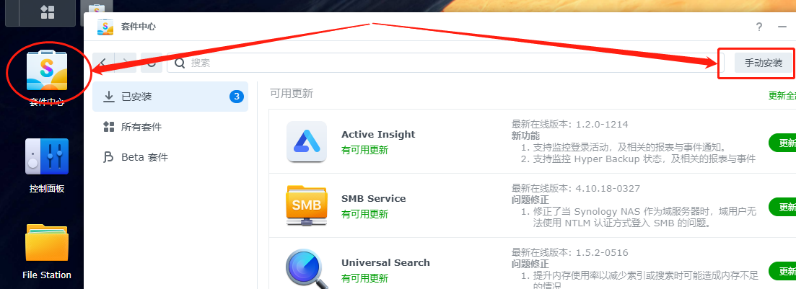 套件中心
?
搜索
手动安装
套件中心
控制面板
File Station
已安装
3
所有套件
Beta 套件
可用更新
更新全
Active Insight
有可用更新
最新在线版本: 1.2.0-1214
新功能
1. 支持监控登录活动，及相关的报表与事件通知。
2. 支持监控 Hyper Backup 状态，及相关的报表与事件
更新
SMB
SMB Service
有可用更新
最新在线版本: 4.10.18-0327
问题修正
1. 修正了当 Synology NAS 作为域服务器时，域用户无
法使用 NTLM 认证方式登入 SMB 的问题。
更新
Universal Search
有可用更新
最新在线版本: 1.5.2-0516
问题修正
1. 提升内存使用率以减少索引或搜索时可能造成内存不足
的情况
更新